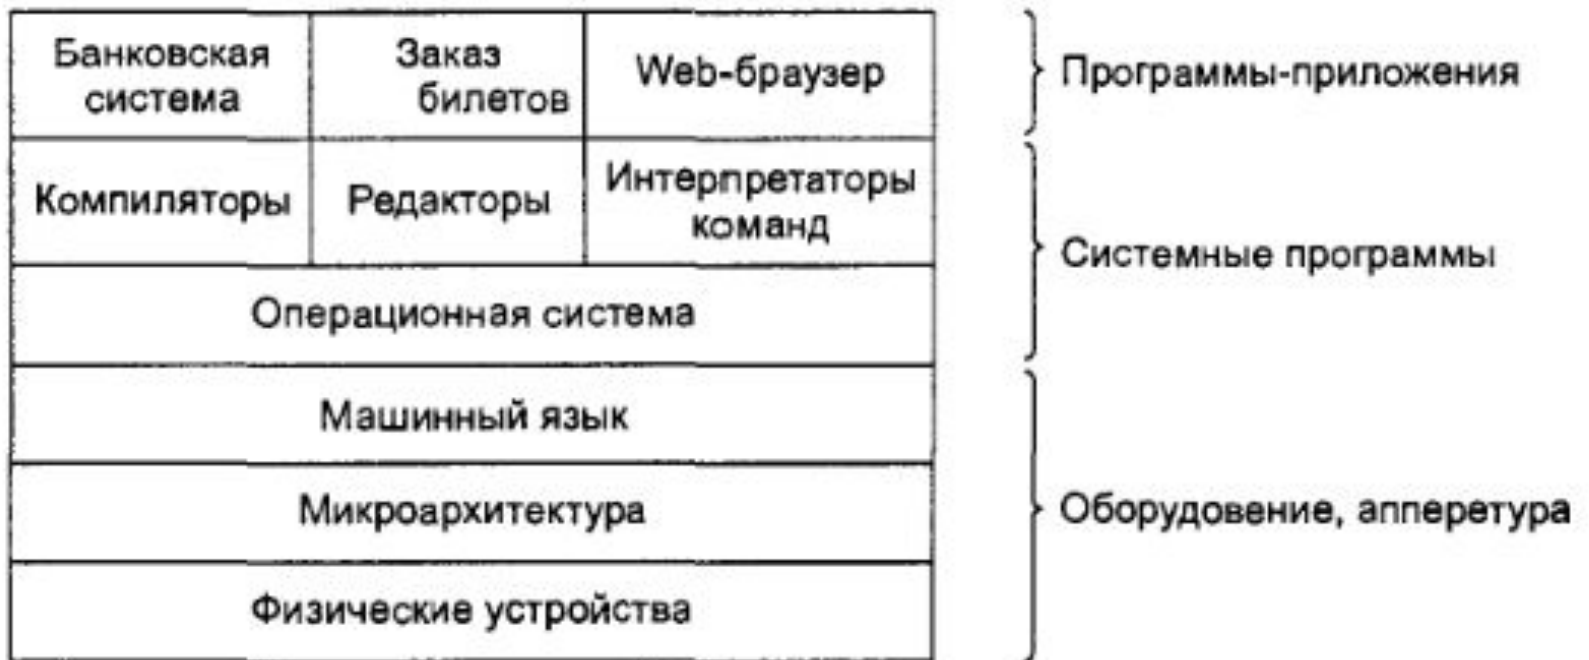 Банковская
система
Заказ
билетов
Web-браузер
Программы-приложения
Компиляторы
Редакторы
Интерпретаторы
команд
Системные программы
Операционная система
Машинный язык
Микроархитектура
Оборудовение, апперетура
Физические устройства